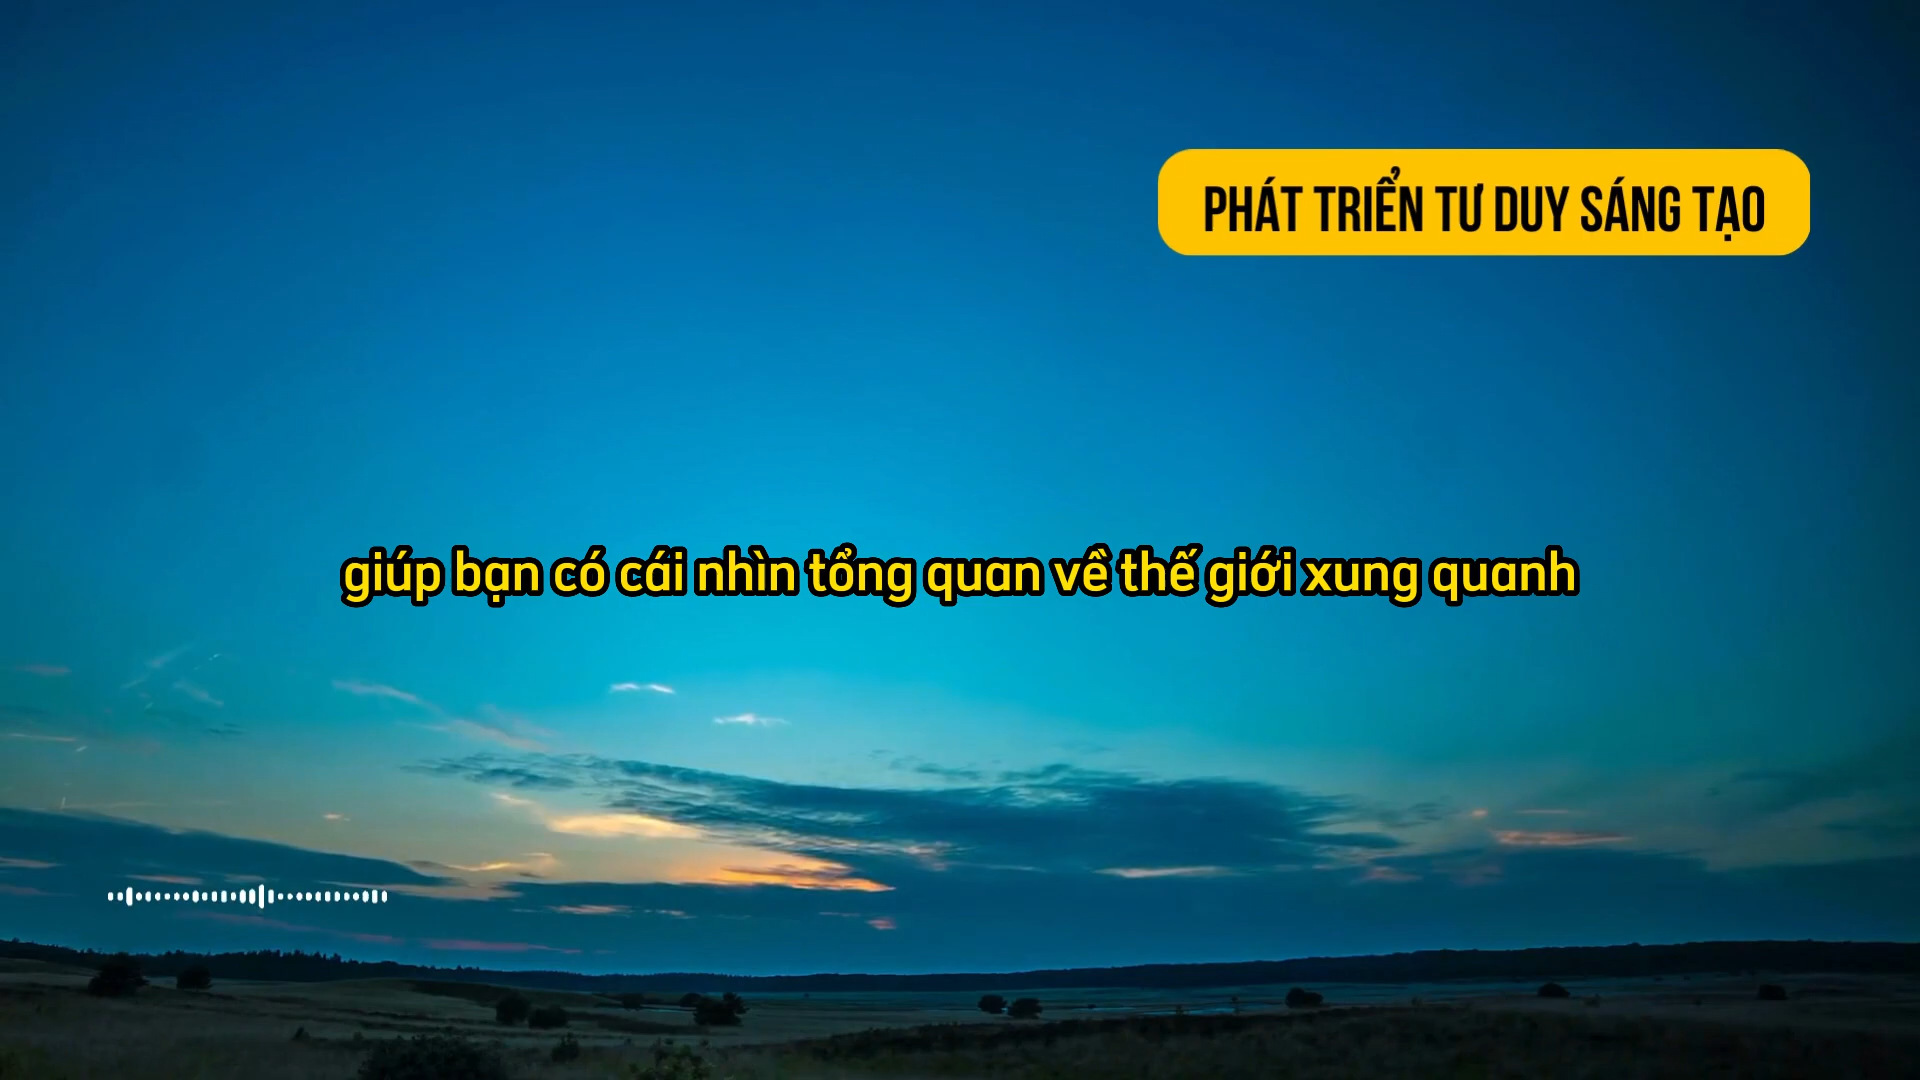 PHÁT TRIỂN TƯ DUY SÁNG TẠO
giúp bạn có cái nhìn tổng quan về thế giới xung quanh